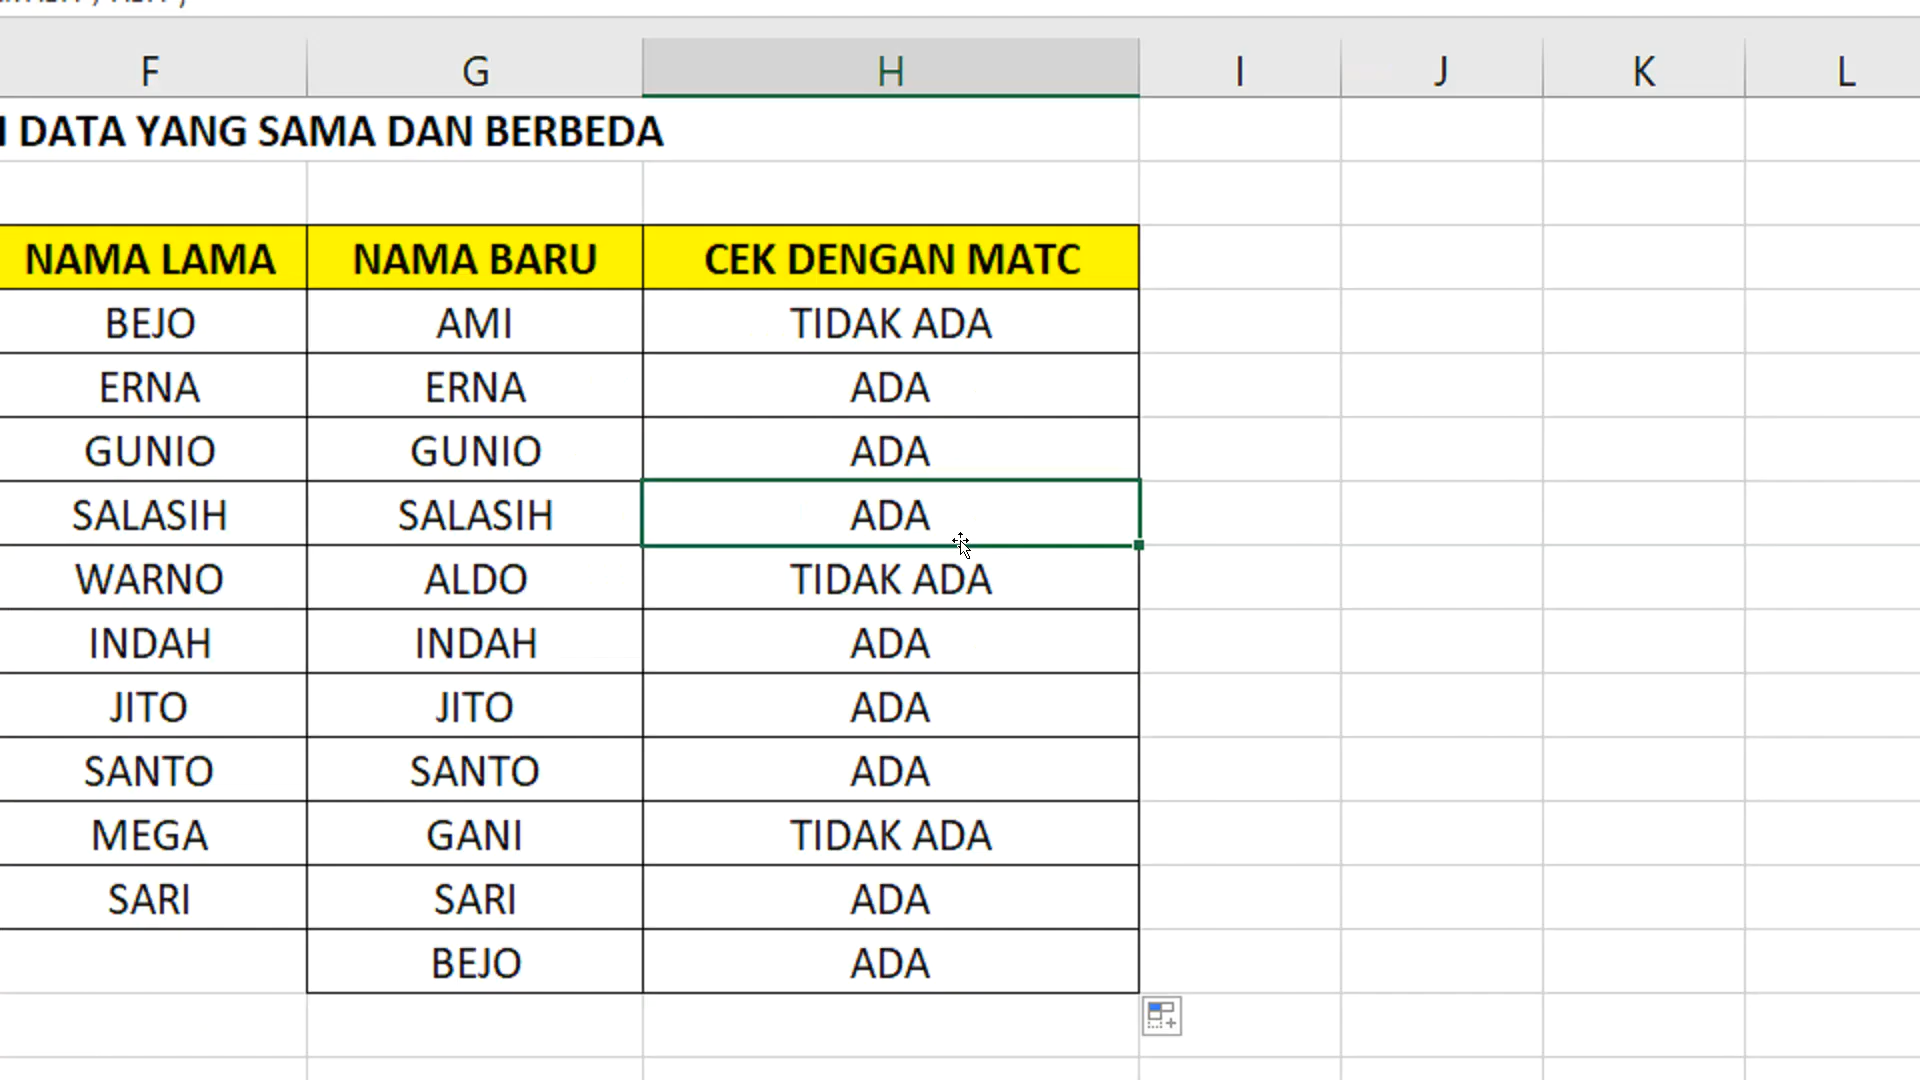 F G H I J K L
DATA YANG SAMA DAN BERBEDA
NAMA LAMA NAMA BARU CEK DENGAN MATC
BEJO AMI TIDAK ADA
ERNA ERNA ADA
GUNIO GUNIO ADA
SALASIH SALASIH ADA
WARNO ALDO TIDAK ADA
INDAH INDAH ADA
JITO JITO ADA
SANTO SANTO ADA
MEGA GANI TIDAK ADA
SARI SARI ADA
BEJO ADA